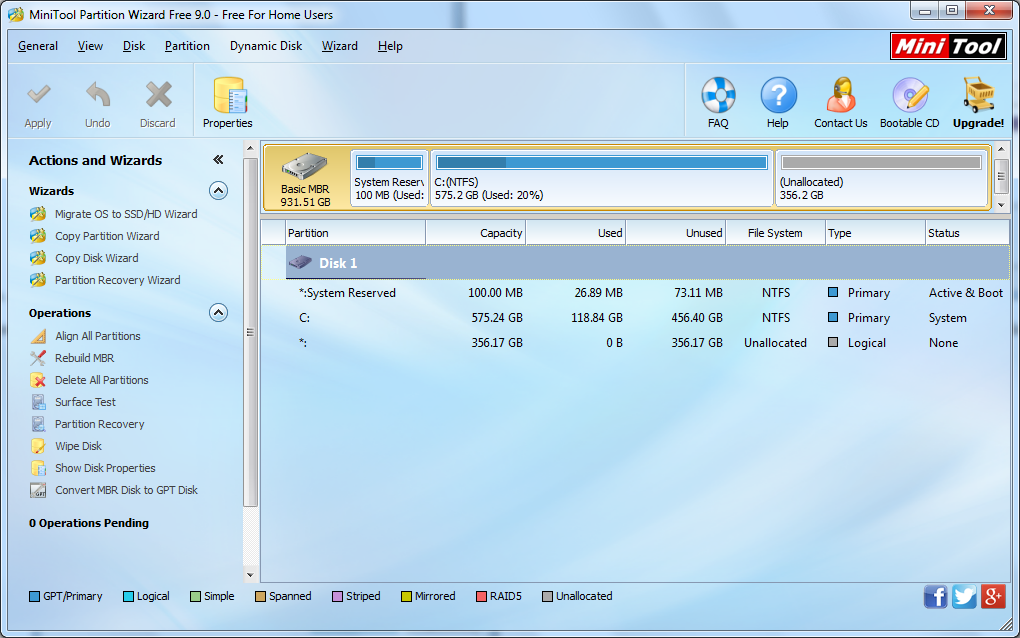 MiniTool Partition Wizard Free 9.0 - Free For Home Users
General View Disk Partition Dynamic Disk Wizard Help
Mini Tool
Apply Undo Discard Properties FAQ Help Contact Us Bootable CD Upgrade!
Actions and Wizards
Wizards
Migrate OS to SSD/HD Wizard
Copy Partition Wizard
Copy Disk Wizard
Partition Recovery Wizard
Operations
Align All Partitions
Rebuild MBR
Delete All Partitions
Surface Test
Partition Recovery
Wipe Disk
Show Disk Properties
Convert MBR Disk to GPT Disk
0 Operations Pending
Basic MBR
931.51 GB
System Reserv
100 MB (Used:
C:(NTFS)
575.2 GB (Used: 20%)
(Unallocated)
356.2 GB
Partition Capacity Used Unused File System Type Status
Disk 1
*:System Reserved 100.00 MB 26.89 MB 73.11 MB NTFS Primary Active & Boot
C: 575.24 GB 118.84 GB 456.40 GB NTFS Primary System
*: 356.17 GB 0 B 356.17 GB Unallocated Logical None
GPT/Primary Logical Simple Spanned Striped Mirrored RAID5 Unallocated